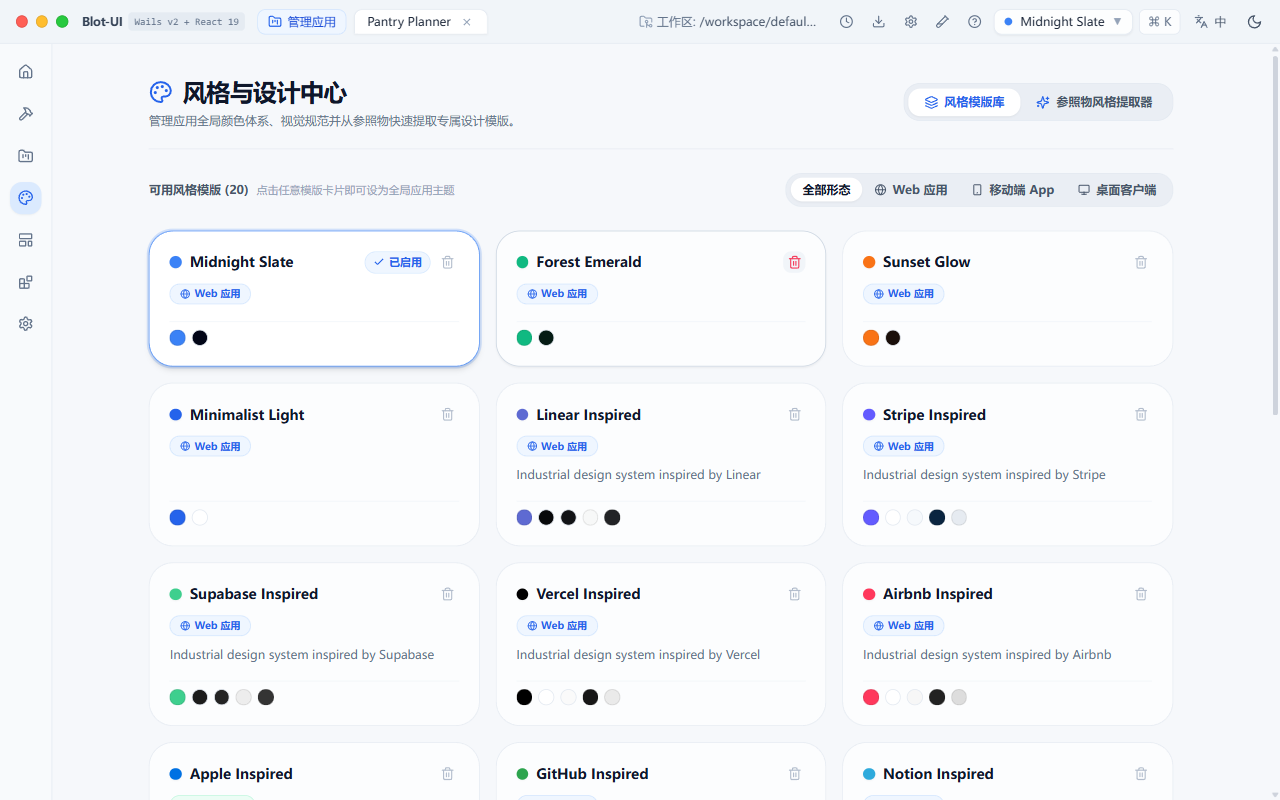 Blot-UI Wails v2 + React 19 管理应用 Pantry Planner 工作区: /workspace/defaul... Midnight Slate ▼ ⌘ K 中
风格与设计中心
管理应用全局颜色体系、视觉规范并从参照物快速提取专属设计模版。
风格模版库 参照物风格提取器
可用风格模版 (20) 点击任意模版卡片即可设为全局应用主题
全部形态 Web 应用 移动端 App 桌面客户端
Midnight Slate 已启用
Web 应用
Forest Emerald
Web 应用
Sunset Glow
Web 应用
Minimalist Light
Web 应用
Linear Inspired
Web 应用
Industrial design system inspired by Linear
Stripe Inspired
Web 应用
Industrial design system inspired by Stripe
Supabase Inspired
Web 应用
Industrial design system inspired by Supabase
Vercel Inspired
Web 应用
Industrial design system inspired by Vercel
Airbnb Inspired
Web 应用
Industrial design system inspired by Airbnb
Apple Inspired
GitHub Inspired
Notion Inspired